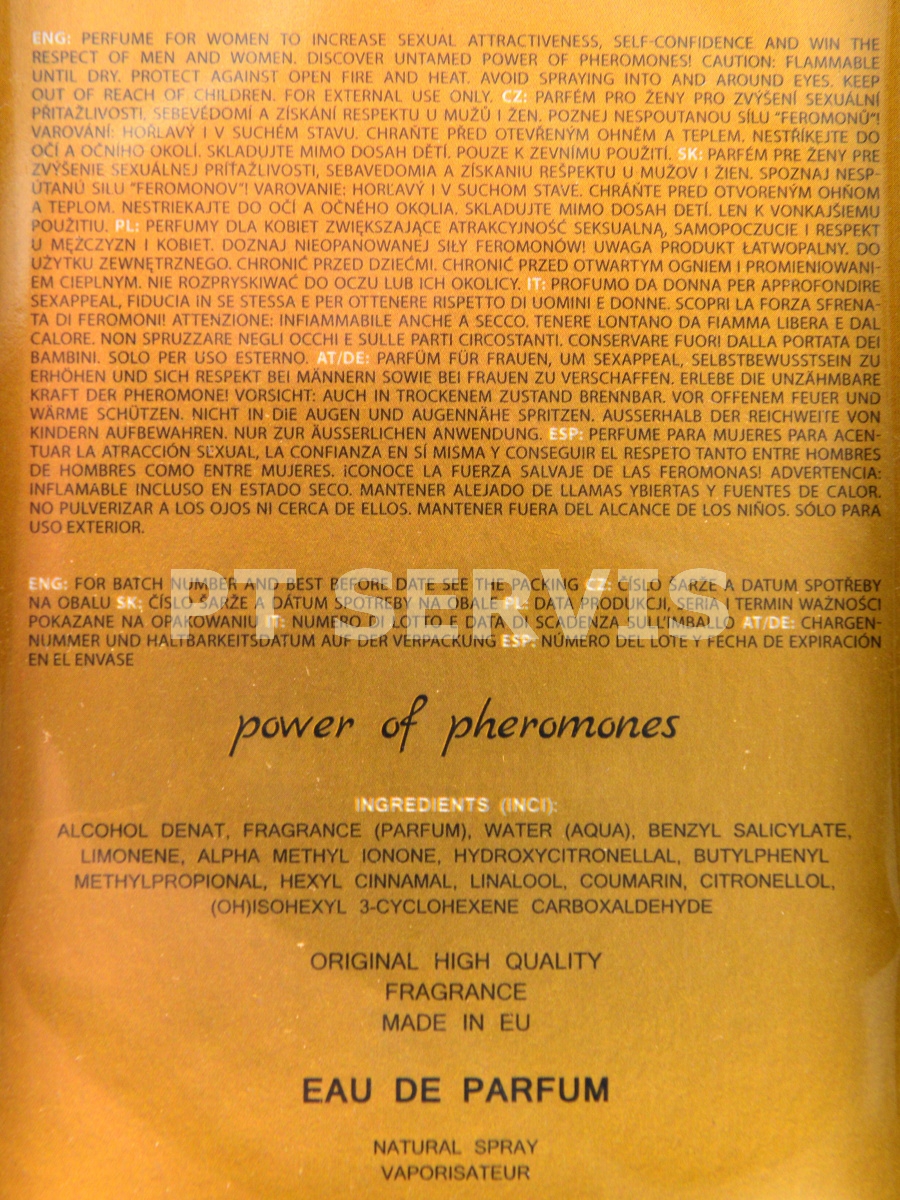 ENG: PERFUME FOR WOMEN TO INCREASE SEXUAL ATTRACTIVENESS, SELF-CONFIDENCE AND WIN THE
RESPECT OF MEN AND WOMEN. DISCOVER UNTAMED POWER OF PHEROMONES! CAUTION: FLAMMABLE
UNTIL DRY. PROTECT AGAINST OPEN FIRE AND HEAT. AVOID SPRAYING INTO AND AROUND EYES. KEEP
OUT OF REACH OF CHILDREN. FOR EXTERNAL USE ONLY. CZ: PARFÉM PRO ŽENY PRO ZVÝŠENÍ SEXUÁLNÍ
PŘITAŽLIVOSTI, SEBEVĚDOMÍ A ZÍSKÁNÍ RESPEKTU U MUŽŮ I ŽEN. POZNEJ NESPOUTANOU SÍLU "FEROMONŮ"!
VAROVÁNÍ: HOŘLAVÝ I V SUCHÉM STAVU. CHRAŇTE PŘED OTEVŘENÝM OHNĚM A TEPLEM. NESTŘÍKEJTE DO
OČÍ A OČNÍHO OKOLÍ. SKLADUJTE MIMO DOSAH DĚTÍ. POUZE K ZEVNÍMU POUŽITÍ. SK: PARFÉM PRE ŽENY PRE
ZVÝŠENIE SEXUÁLNEJ PRÍŤAŽLIVOSTI, SEBAVEDOMIA A ZÍSKANIU REŠPEKTU U MUŽOV I ŽIEN. SPOZNAJ NESP-
ÚTANÚ SILU "FEROMONOV"! VAROVANIE: HORĽAVÝ I V SUCHOM STAVE. CHRÁŇTE PRED OTVORENÝM OHŇOM
A TEPLOM. NESTRIEKAJTE DO OČÍ A OČNÉHO OKOLIA. SKLADUJTE MIMO DOSAH DETÍ. LEN K VONKAJŠIEMU
POUŽITIU. PL: PERFUMY DLA KOBIET ZWIĘKSZAJĄCE ATRAKCYJNOŚĆ SEKSUALNĄ, SAMOPOCZUCIE I RESPEKT
U MĘŻCZYZN I KOBIET. DOZNAJ NIEOPANOWANEJ SIŁY FEROMONÓW! UWAGA PRODUKT ŁATWOPALNY. DO
UŻYTKU ZEWNĘTRZNEGO. CHRONIĆ PRZED DZIEĆMI. CHRONIĆ PRZED OTWARTYM OGNIEM I PROMIENIOWANI-
EM CIEPLNYM. NIE ROZPRYSKIWAĆ DO OCZU LUB ICH OKOLICY. IT: PROFUMO DA DONNA PER APPROFONDIRE
SEXAPPEAL, FIDUCIA IN SE STESSA E PER OTTENERE RISPETTO DI UOMINI E DONNE. SCOPRI LA FORZA SFRENA-
TA DI FEROMONI! ATTENZIONE: INFIAMMABILE ANCHE A SECCO. TENERE LONTANO DA FIAMMA LIBERA E DAL
CALORE. NON SPRUZZARE NEGLI OCCHI E SULLE PARTI CIRCOSTANTI. CONSERVARE FUORI DALLA PORTATA DEI
BAMBINI. SOLO PER USO ESTERNO. AT/DE: PARFÜM FÜR FRAUEN, UM SEXAPPEAL, SELBSTBEWUSSTSEIN ZU
ERHÖHEN UND SICH RESPEKT BEI MÄNNERN SOWIE BEI FRAUEN ZU VERSCHAFFEN. ERLEBE DIE UNZÄHMBARE
KRAFT DER PHEROMONE! VORSICHT: AUCH IN TROCKENEM ZUSTAND BRENNBAR. VOR OFFENEM FEUER UND
WÄRME SCHÜTZEN. NICHT IN DIE AUGEN UND AUGENNÄHE SPRITZEN. AUSSERHALB DER REICHWEITE VON
KINDERN AUFBEWAHREN. NUR ZUR ÄUSSERLICHEN ANWENDUNG. ESP: PERFUME PARA MUJERES PARA ACEN-
TUAR LA ATRACCIÓN SEXUAL, LA CONFIANZA EN SÍ MISMA Y CONSEGUIR EL RESPETO TANTO ENTRE HOMBRES
DE HOMBRES COMO ENTRE MUJERES. ¡CONOCE LA FUERZA SALVAJE DE LAS FEROMONAS! ADVERTENCIA:
INFLAMABLE INCLUSO EN ESTADO SECO. MANTENER ALEJADO DE LLAMAS YBIERTAS Y FUENTES DE CALOR.
NO PULVERIZAR A LOS OJOS NI CERCA DE ELLOS. MANTENER FUERA DEL ALCANCE DE LOS NIÑOS. SÓLO PARA
USO EXTERIOR.
PT SERVIS
ENG: FOR BATCH NUMBER AND BEST BEFORE DATE SEE THE PACKING CZ: ČÍSLO ŠARŽE A DATUM SPOTŘEBY
NA OBALU SK: ČÍSLO ŠARŽE A DÁTUM SPOTREBY NA OBALE PL: DATA PRODUKCJI, SERIA I TERMIN WAŻNOŚCI
POKAZANE NA OPAKOWANIU IT: NUMERO DI LOTTO E DATA DI SCADENZA SULL'IMBALLO AT/DE: CHARGEN-
NUMMER UND HALTBARKEITSDATUM AUF DER VERPACKUNG ESP: NÚMERO DEL LOTE Y FECHA DE EXPIRACIÓN
EN EL ENVASE
power of pheromones
INGREDIENTS (INCI):
ALCOHOL DENAT, FRAGRANCE (PARFUM), WATER (AQUA), BENZYL SALICYLATE,
LIMONENE, ALPHA METHYL IONONE, HYDROXYCITRONELLAL, BUTYLPHENYL
METHYLPROPIONAL, HEXYL CINNAMAL, LINALOOL, COUMARIN, CITRONELLOL,
(OH)ISOHEXYL 3-CYCLOHEXENE CARBOXALDEHYDE
ORIGINAL HIGH QUALITY
FRAGRANCE
MADE IN EU
EAU DE PARFUM
NATURAL SPRAY
VAPORISATEUR